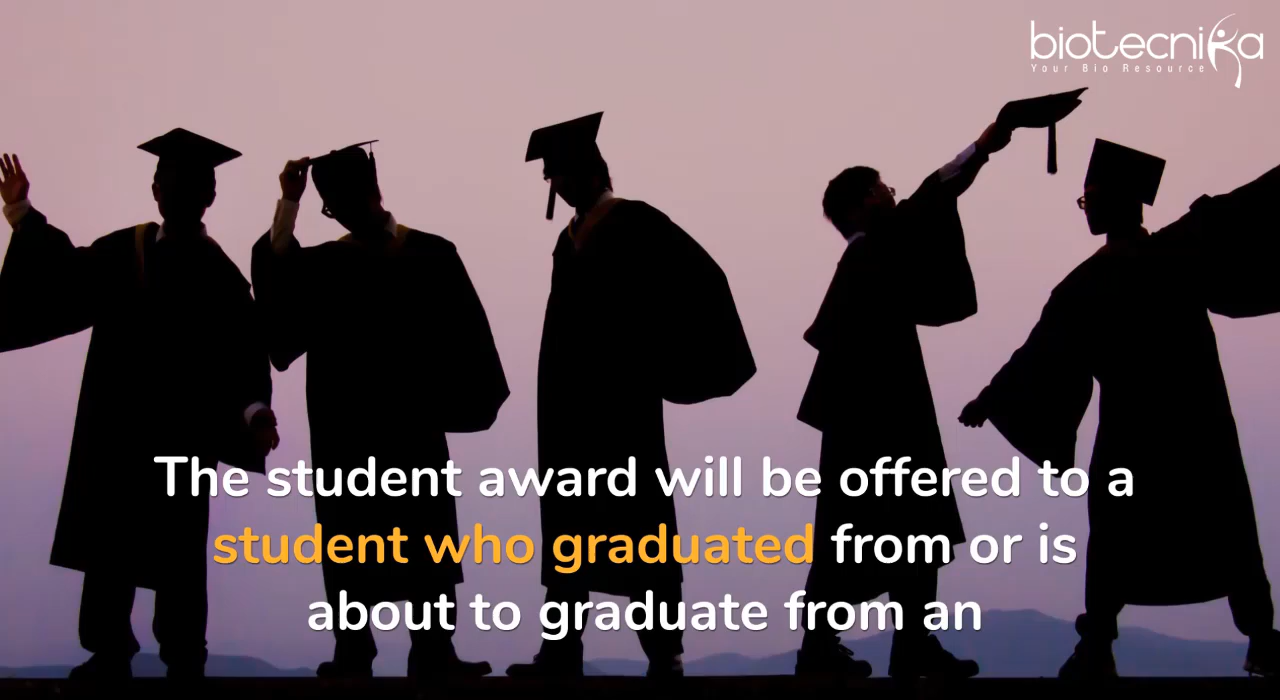 biotecnika
Your Bio Resource
The student award will be offered to a
student who graduated from or is
about to graduate from an